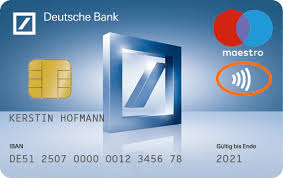 Deutsche Bank
maestro
KERSTIN HOFMANN
IBAN
Gültig bis Ende
DE51 2507 0000 0012 3456 78
2021